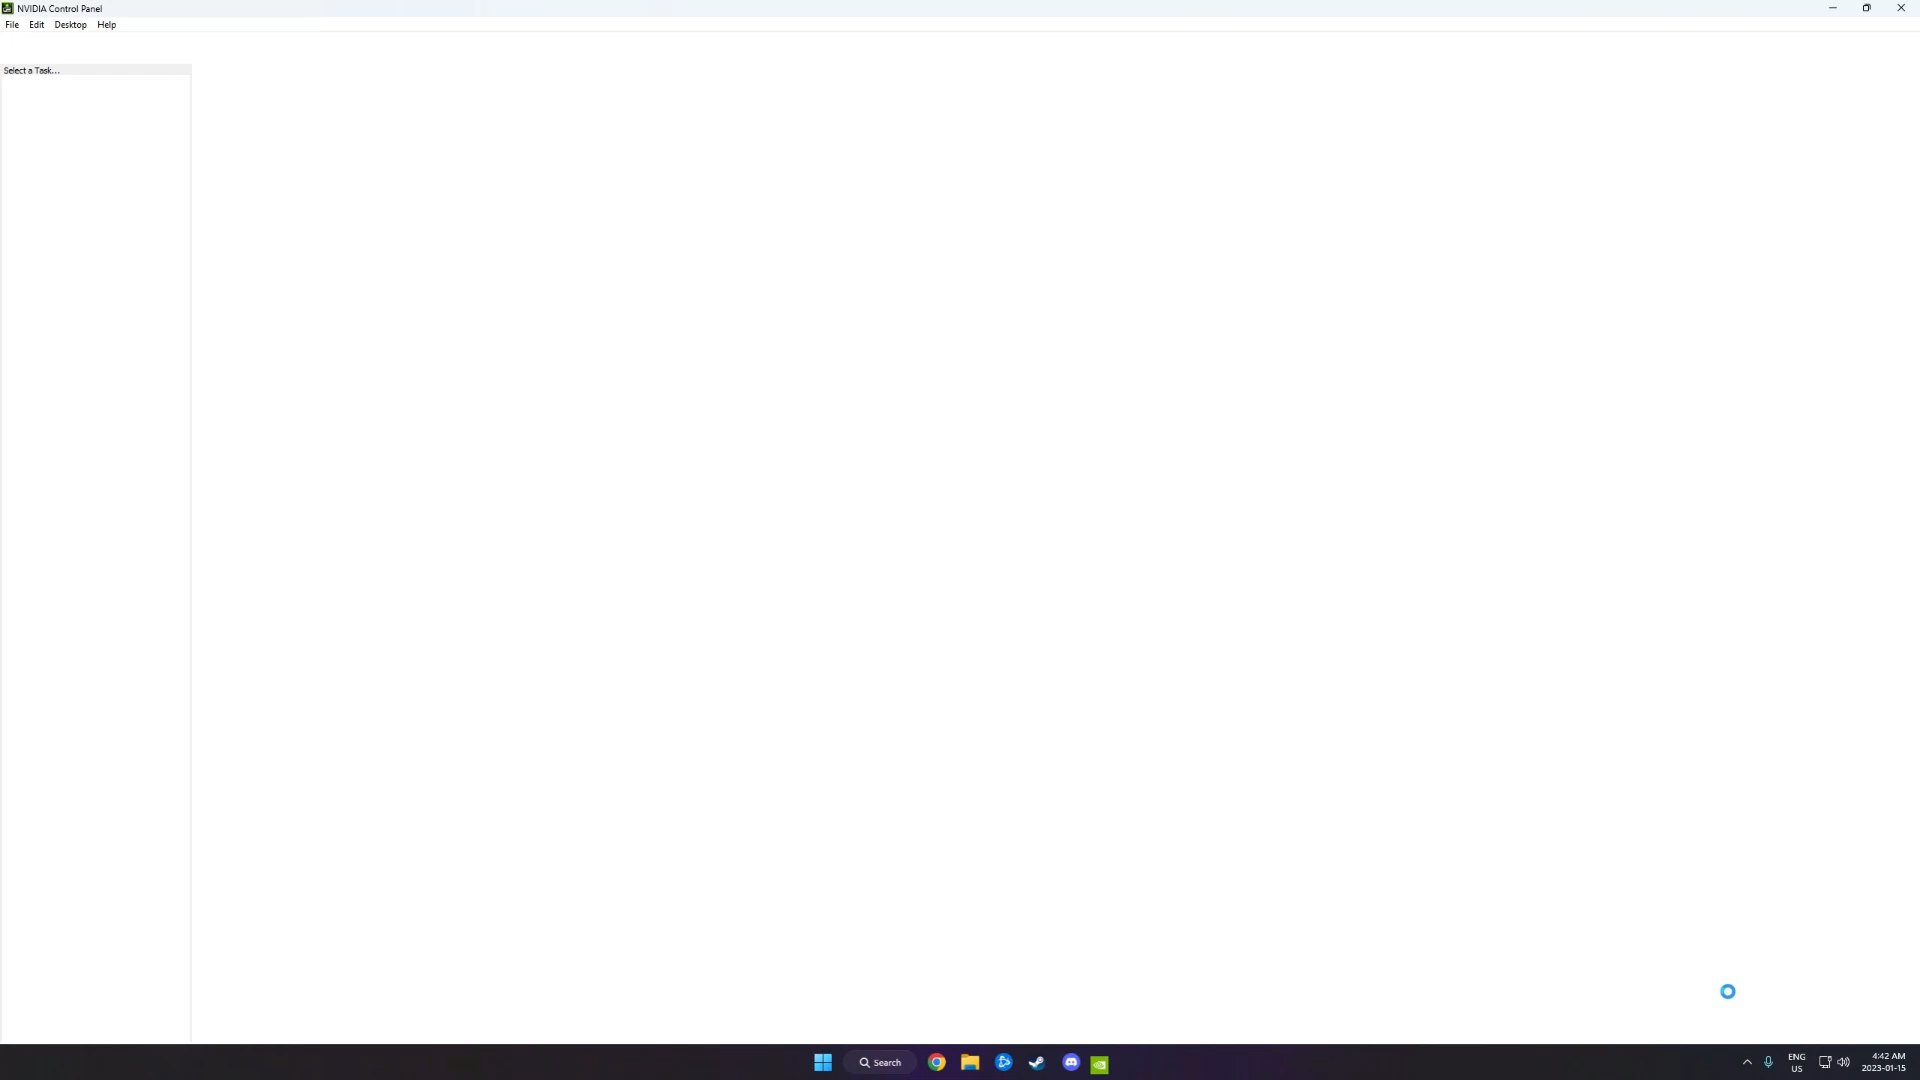 NVIDIA Control Panel
File Edit Desktop Help
Select a Task...
Search
ENG
US
4:42 AM
2023-01-15